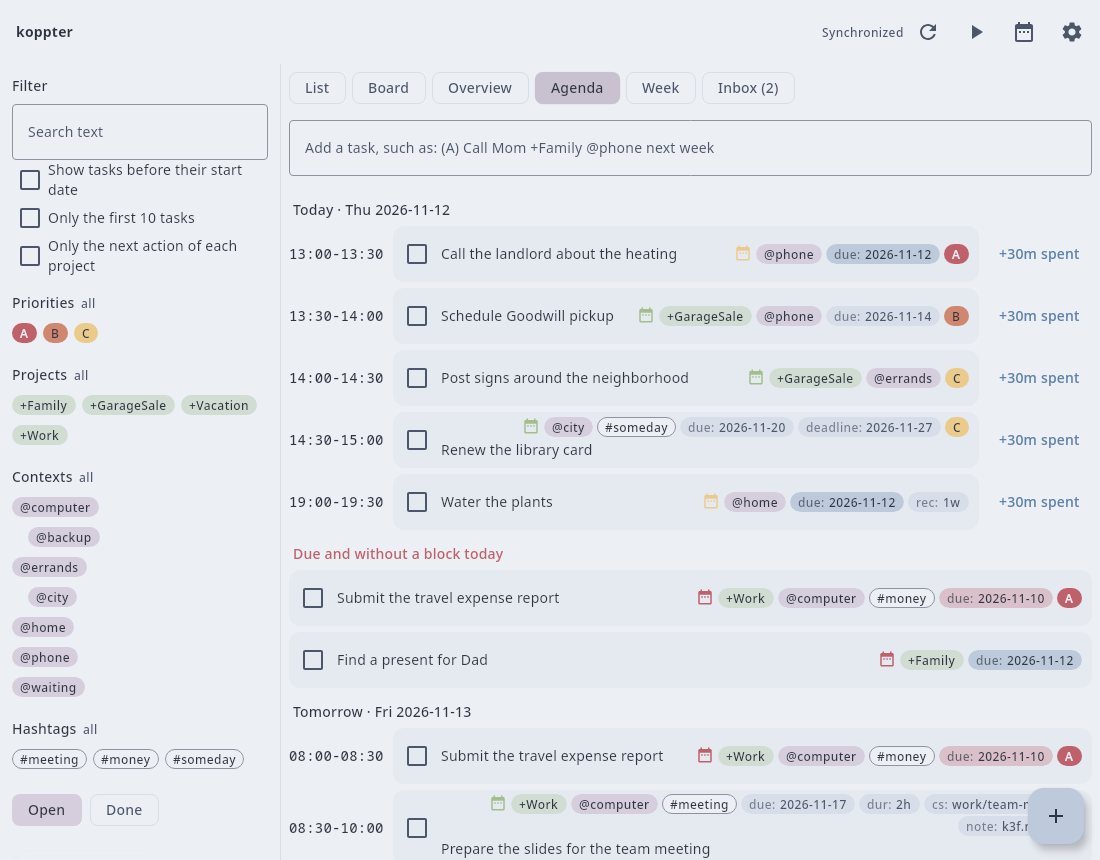 koppter
Synchronized
Filter
Search text
Show tasks before their start
date
Only the first 10 tasks
Only the next action of each
project
Priorities all
A B C
Projects all
+Family +GarageSale +Vacation
+Work
Contexts all
@computer
@backup
@errands
@city
@home
@phone
@waiting
Hashtags all
#meeting #money #someday
Open Done
List Board Overview Agenda Week Inbox (2)
Add a task, such as: (A) Call Mom +Family @phone next week
Today · Thu 2026-11-12
13:00-13:30 Call the landlord about the heating @phone due: 2026-11-12 A +30m spent
13:30-14:00 Schedule Goodwill pickup +GarageSale @phone due: 2026-11-14 B +30m spent
14:00-14:30 Post signs around the neighborhood +GarageSale @errands C +30m spent
@city #someday due: 2026-11-20 deadline: 2026-11-27 C
14:30-15:00 Renew the library card +30m spent
19:00-19:30 Water the plants @home due: 2026-11-12 rec: 1w +30m spent
Due and without a block today
Submit the travel expense report +Work @computer #money due: 2026-11-10 A
Find a present for Dad +Family due: 2026-11-12
Tomorrow · Fri 2026-11-13
08:00-08:30 Submit the travel expense report +Work @computer #money due: 2026-11-10 A
+Work @computer #meeting due: 2026-11-17 dur: 2h cs:
note:
08:30-10:00
Prepare the slides for the team meeting